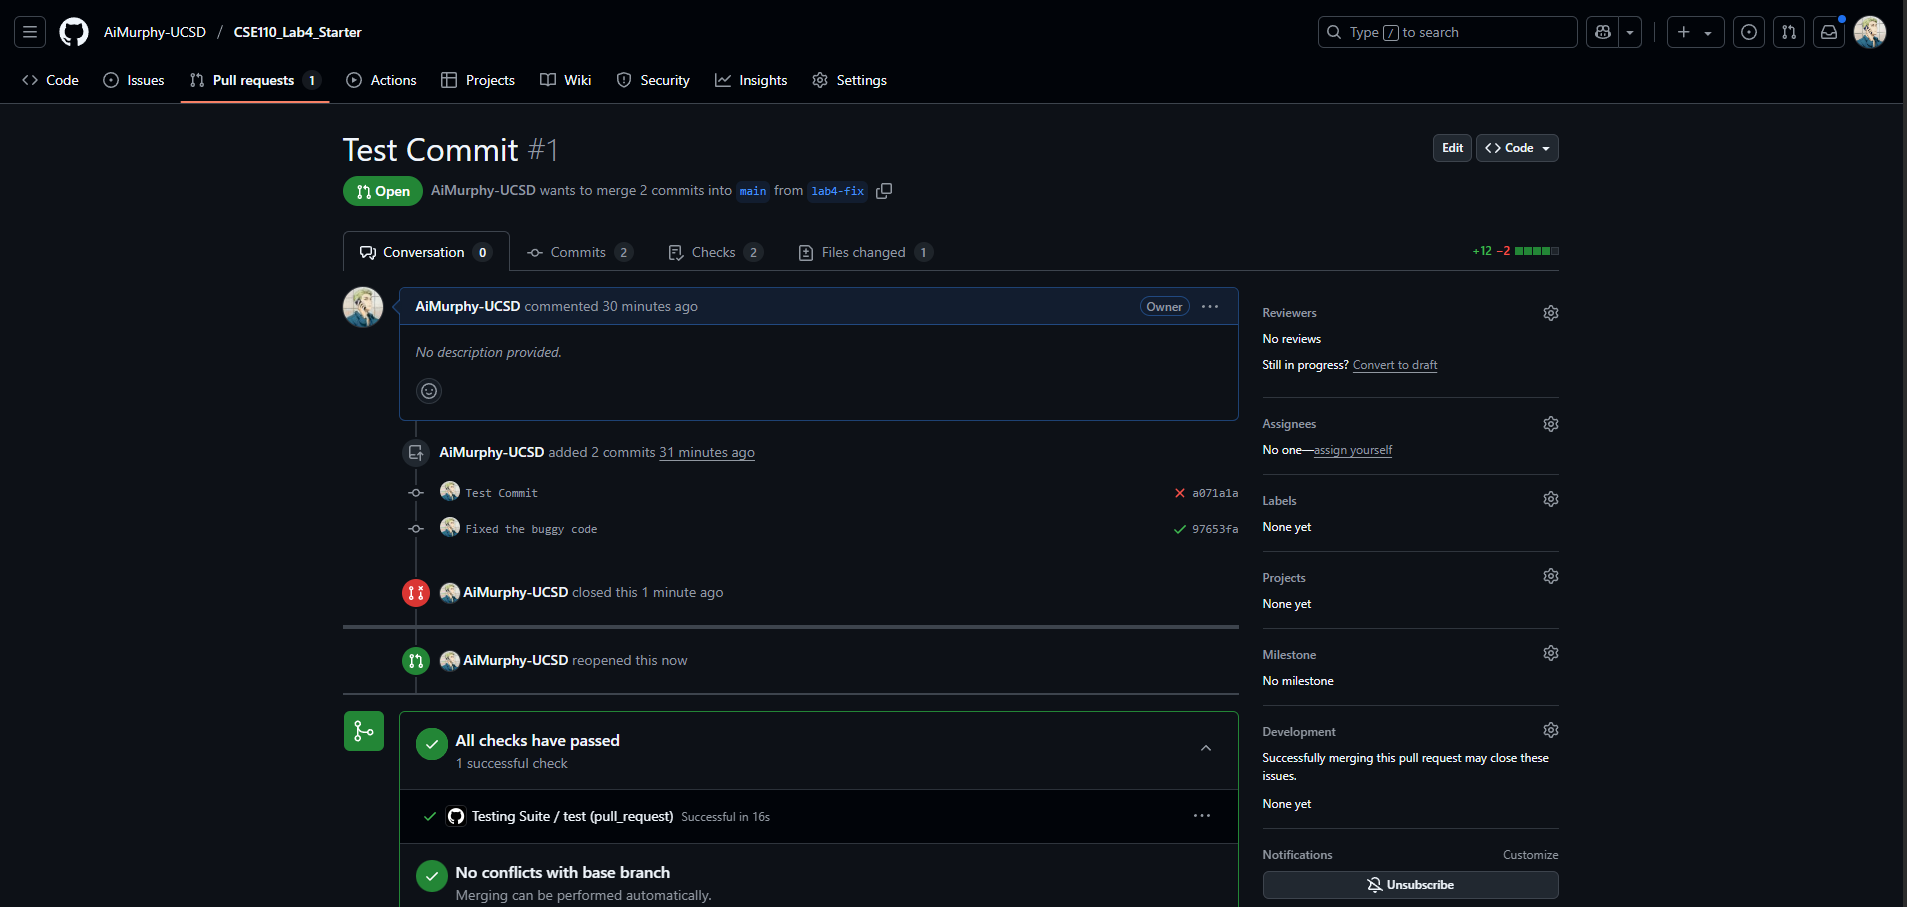 AiMurphy-UCSD / CSE110_Lab4_Starter
Type / to search
Code
Issues
Pull requests 1
Actions
Projects
Wiki
Security
Insights
Settings
Test Commit #1
Edit
Code
Open
AiMurphy-UCSD wants to merge 2 commits into main from lab4-fix
Conversation 0
Commits 2
Checks 2
Files changed 1
+12 −2
AiMurphy-UCSD commented 30 minutes ago
Owner
No description provided.
AiMurphy-UCSD added 2 commits 31 minutes ago
Test Commit
a071a1a
Fixed the buggy code
97653fa
AiMurphy-UCSD closed this 1 minute ago
AiMurphy-UCSD reopened this now
All checks have passed
1 successful check
Testing Suite / test (pull_request) Successful in 16s
No conflicts with base branch
Merging can be performed automatically.
Reviewers
No reviews
Still in progress? Convert to draft
Assignees
No one—assign yourself
Labels
None yet
Projects
None yet
Milestone
No milestone
Development
Successfully merging this pull request may close these
issues.
None yet
Notifications
Customize
Unsubscribe